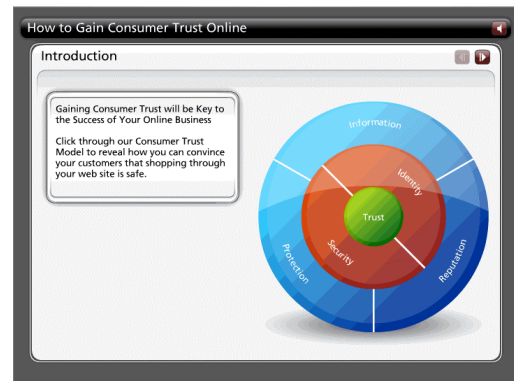 How to Gain Consumer Trust Online
Introduction
Gaining Consumer Trust will be Key to
the Success of Your Online Business
Click through our Consumer Trust
Model to reveal how you can convince
your customers that shopping through
your web site is safe.
Information
Identity
Trust
Security
Protection
Reputation